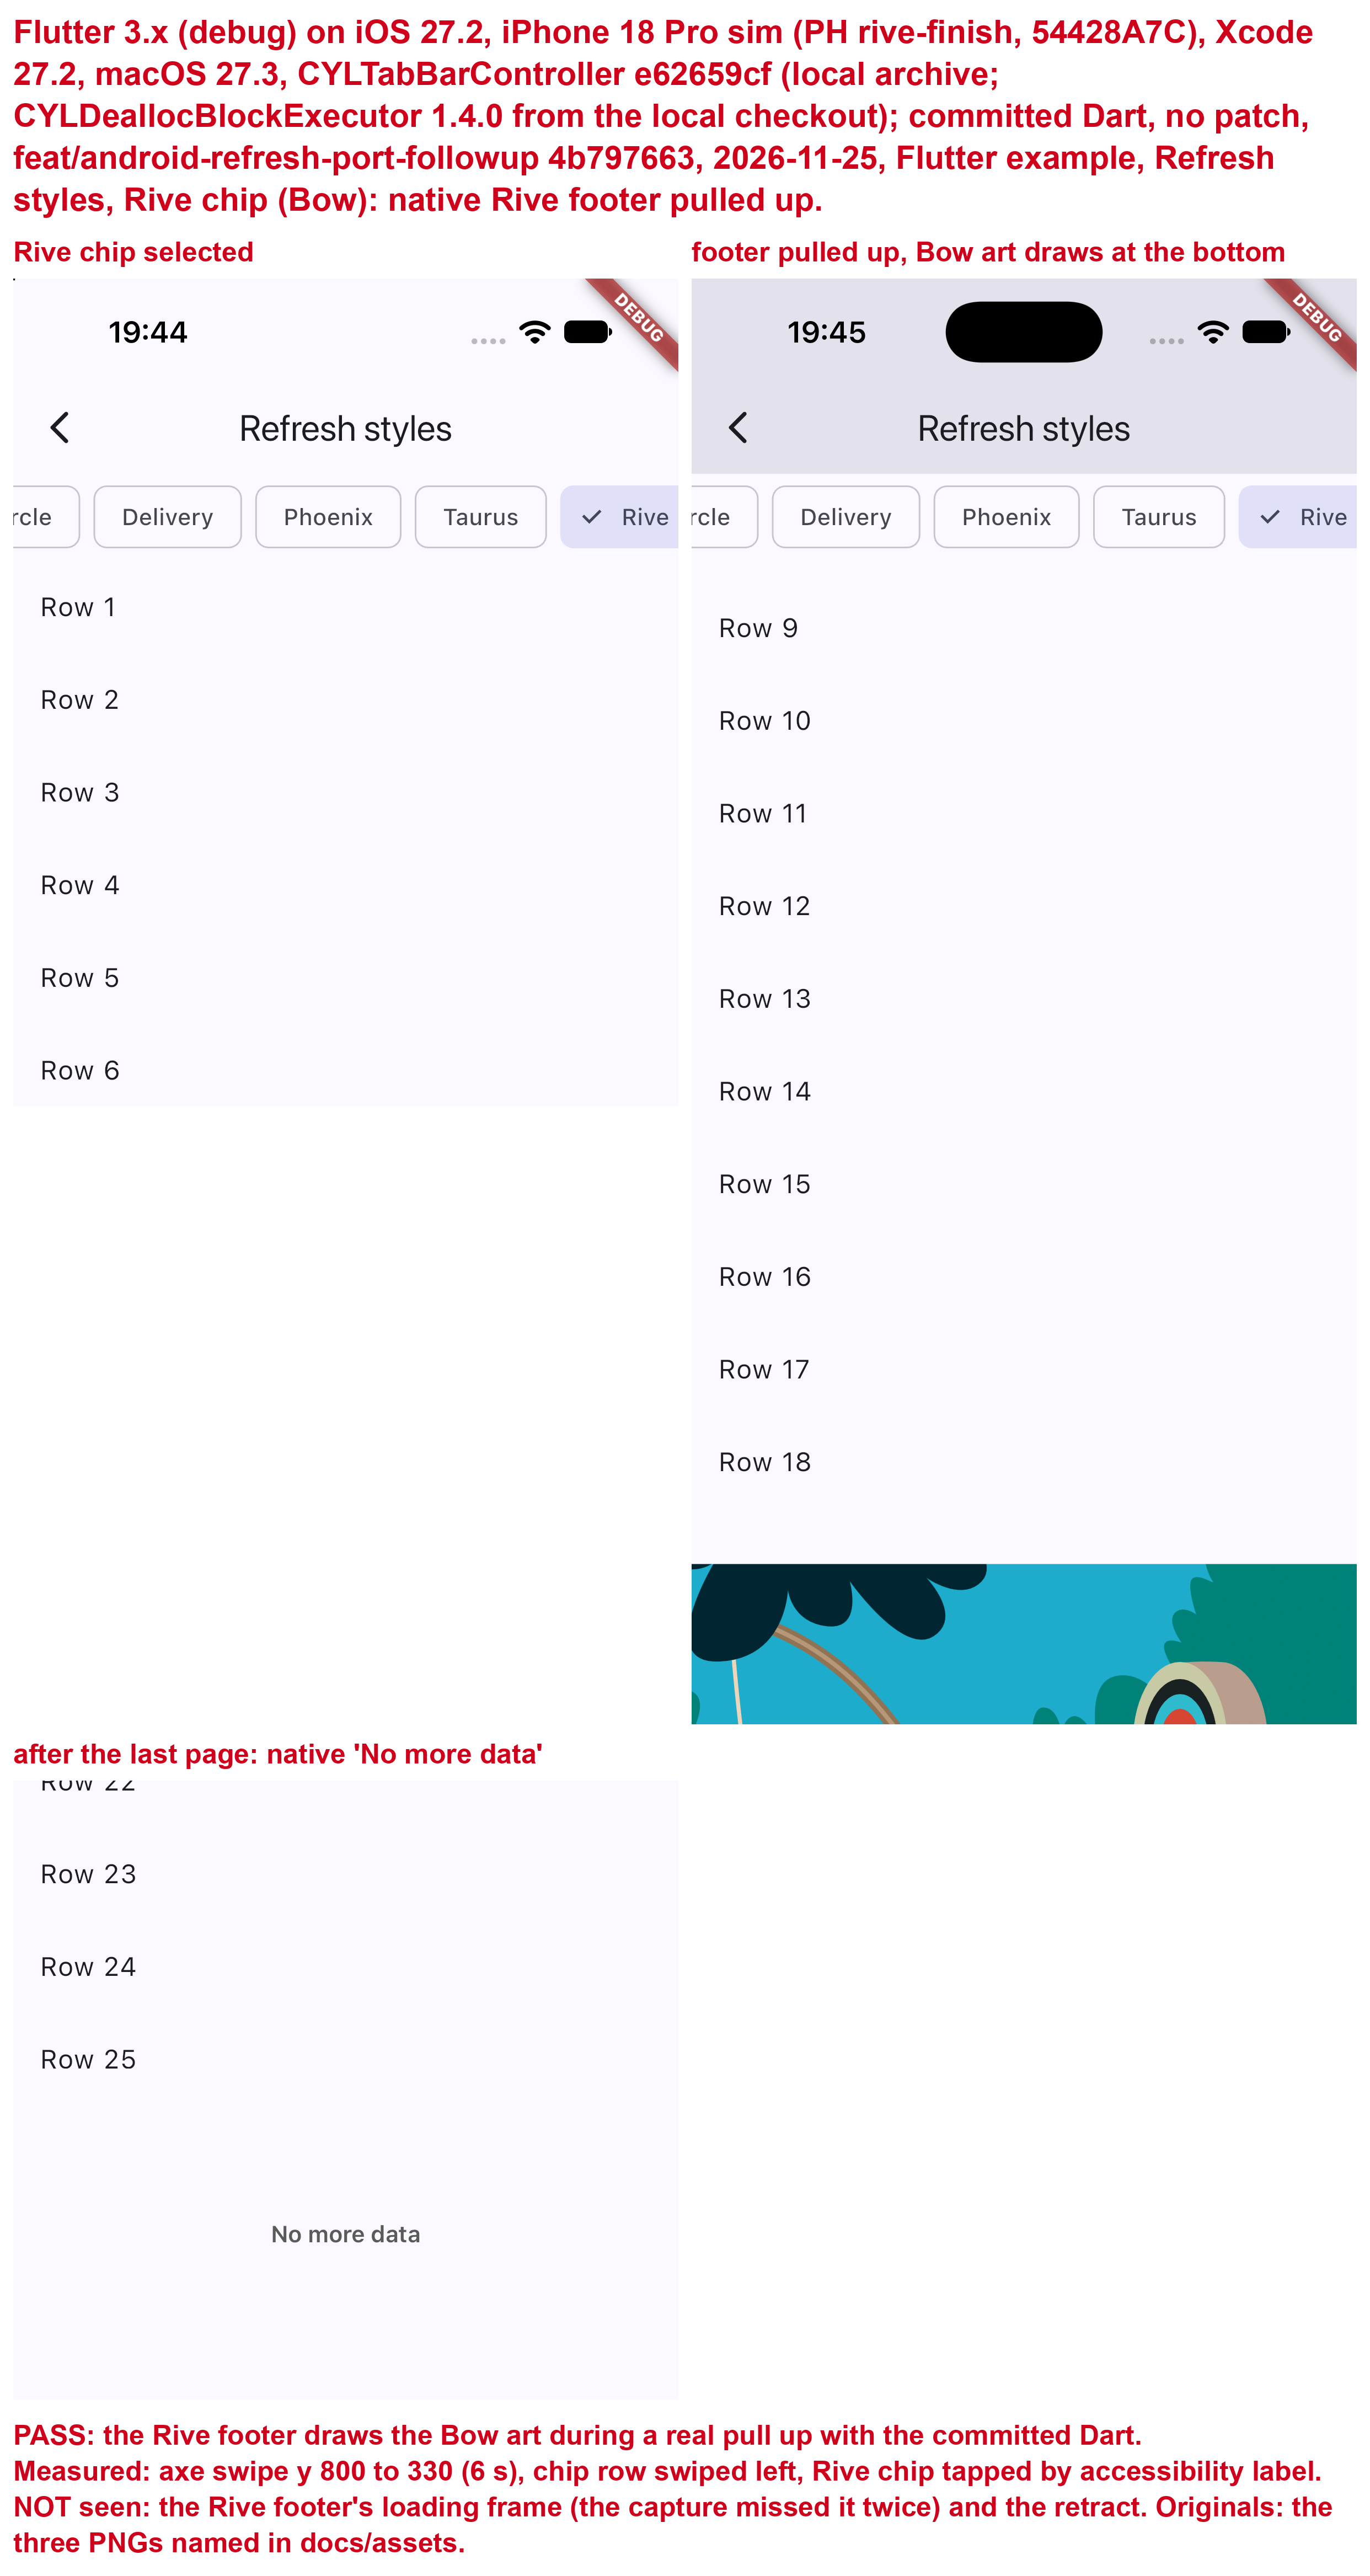 Flutter 3.x (debug) on iOS 27.2, iPhone 18 Pro sim (PH rive-finish, 54428A7C), Xcode
27.2, macOS 27.3, CYLTabBarController e62659cf (local archive;
CYLDeallocBlockExecutor 1.4.0 from the local checkout); committed Dart, no patch,
feat/android-refresh-port-followup 4b797663, 2026-11-25, Flutter example, Refresh
styles, Rive chip (Bow): native Rive footer pulled up.
Rive chip selected
19:44
DEBUG
Refresh styles
rcle
Delivery
Phoenix
Taurus
Rive
Row 1
Row 2
Row 3
Row 4
Row 5
Row 6
footer pulled up, Bow art draws at the bottom
19:45
DEBUG
Refresh styles
rcle
Delivery
Phoenix
Taurus
Rive
Row 9
Row 10
Row 11
Row 12
Row 13
Row 14
Row 15
Row 16
Row 17
Row 18
after the last page: native 'No more data'
Row 22
Row 23
Row 24
Row 25
No more data
PASS: the Rive footer draws the Bow art during a real pull up with the committed Dart.
Measured: axe swipe y 800 to 330 (6 s), chip row swiped left, Rive chip tapped by accessibility label.
NOT seen: the Rive footer's loading frame (the capture missed it twice) and the retract. Originals: the
three PNGs named in docs/assets.